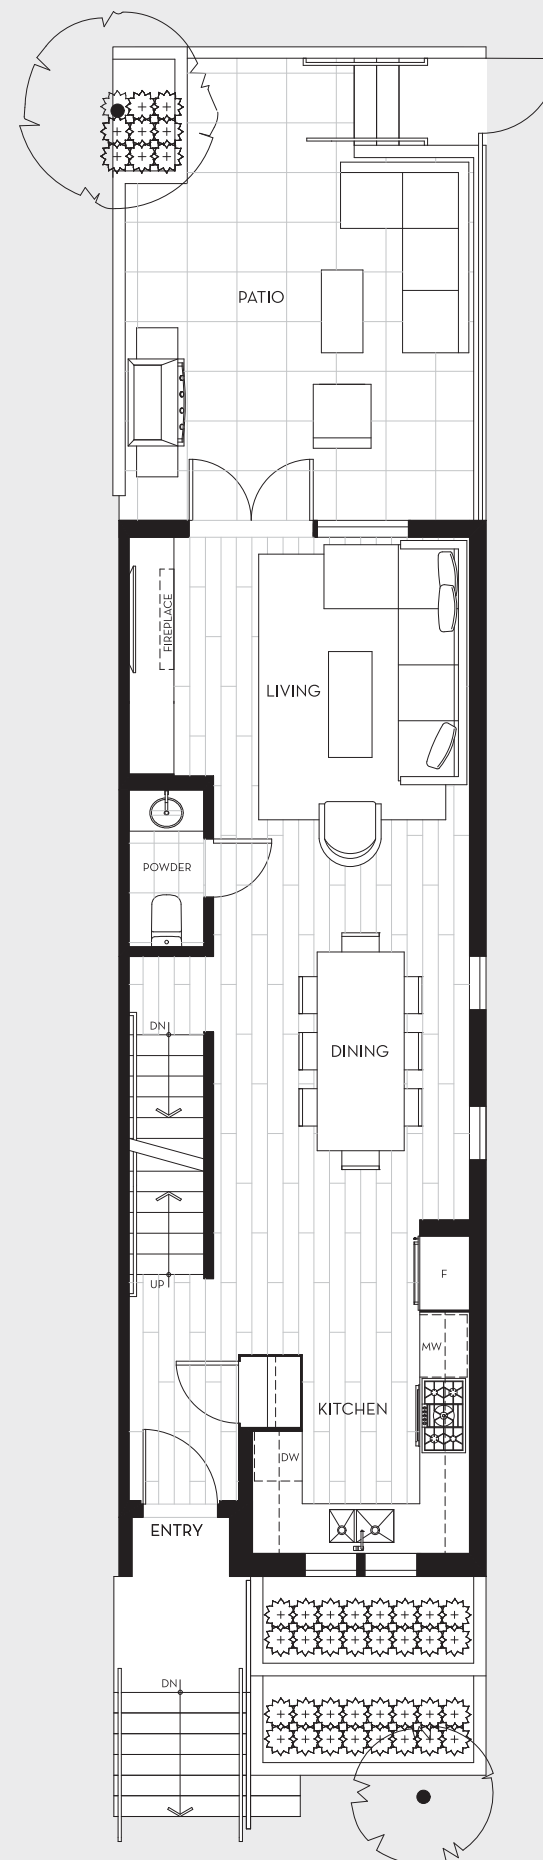 PATIO
FIREPLACE
LIVING
POWDER
DN
DINING
UP
F
MW
KITCHEN
DW
ENTRY
DN